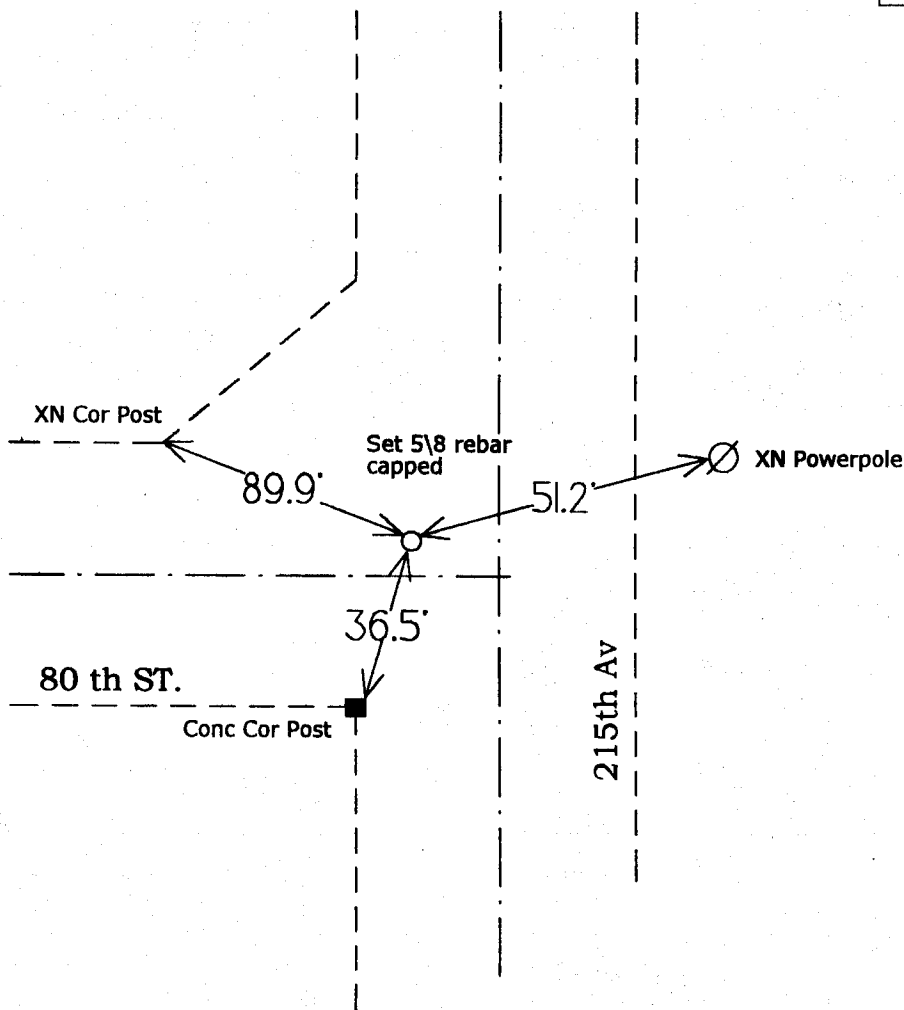 XN Cor Post
Set 5\8 rebar
capped
XN Powerpole
89.9'
51.2'
36.5'
80 th ST.
Conc Cor Post
215th Av